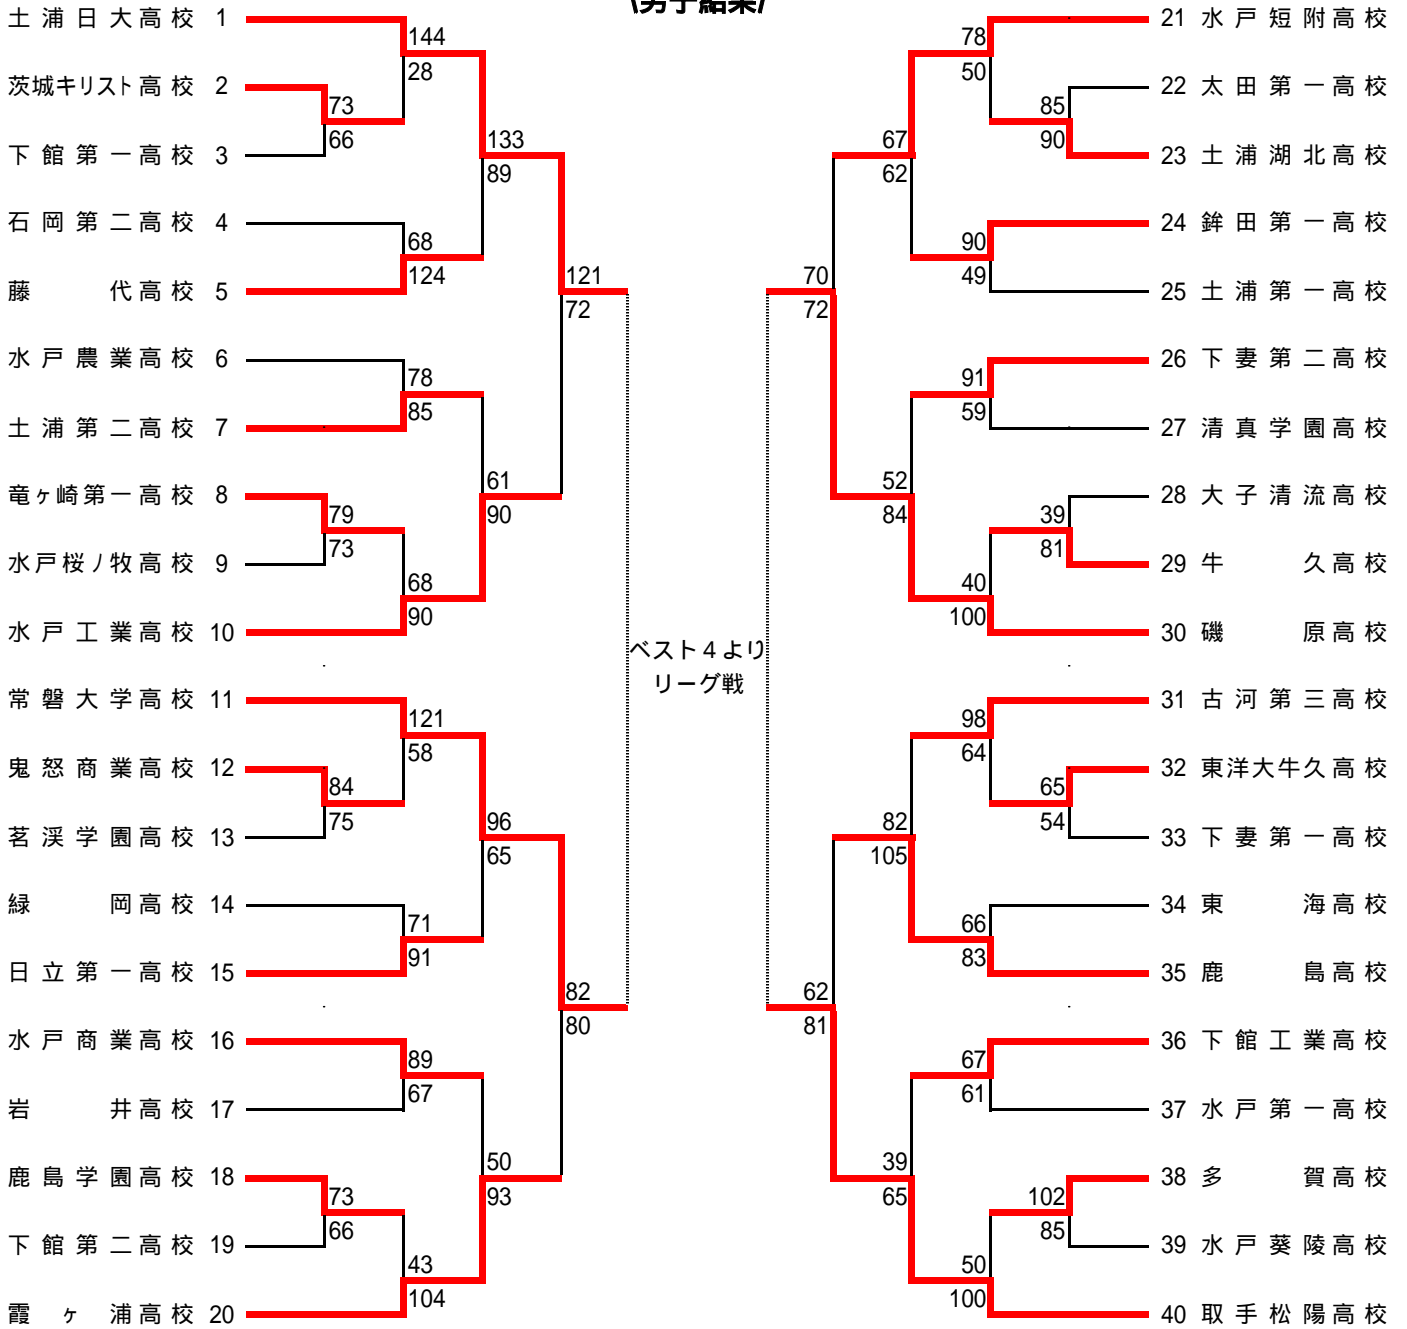 (男子結果)
土浦日大高校 1
茨城キリスト高校 2
下館第一高校 3
石岡第二高校 4
藤代高校 5
水戸農業高校 6
土浦第二高校 7
竜ヶ崎第一高校 8
水戸桜ノ牧高校 9
水戸工業高校 10
常磐大学高校 11
鬼怒商業高校 12
茗渓学園高校 13
緑岡高校 14
日立第一高校 15
水戸商業高校 16
岩井高校 17
鹿島学園高校 18
下館第二高校 19
霞ヶ浦高校 20
73
66
79
73
84
75
73
66
144
28
68
124
78
85
68
90
121
58
71
91
89
67
43
104
133
89
61
90
96
65
50
93
121
72
82
80
ベスト４より
リーグ戦
70
72
62
81
67
62
52
84
82
105
39
65
78
50
90
49
91
59
40
100
98
64
66
83
67
61
50
100
85
90
39
81
65
54
102
85
21 水戸短附高校
22 太田第一高校
23 土浦湖北高校
24 鉾田第一高校
25 土浦第一高校
26 下妻第二高校
27 清真学園高校
28 大子清流高校
29 牛久高校
30 磯原高校
31 古河第三高校
32 東洋大牛久高校
33 下妻第一高校
34 東海高校
35 鹿島高校
36 下館工業高校
37 水戸第一高校
38 多賀高校
39 水戸葵陵高校
40 取手松陽高校